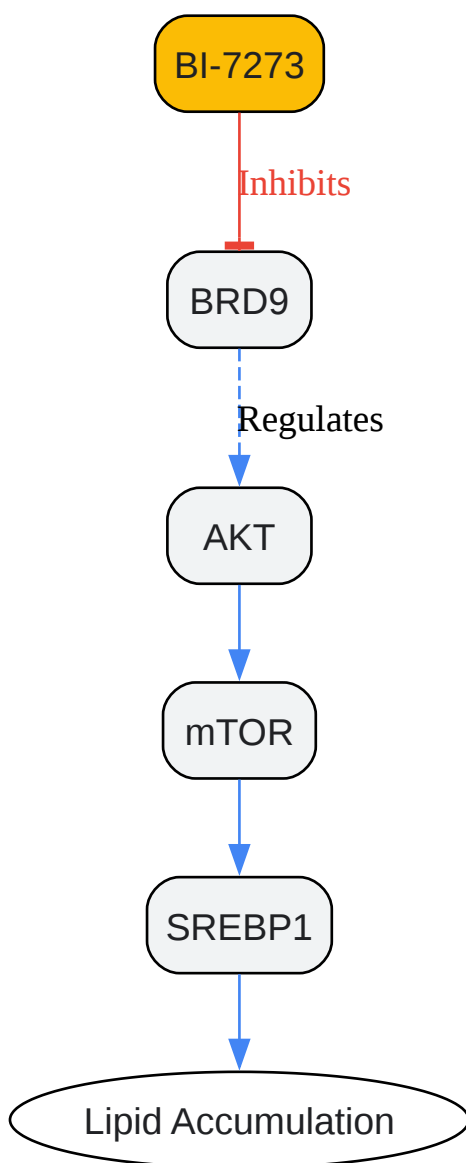 BI-7273
Inhibits
BRD9
Regulates
AKT
mTOR
SREBP1
Lipid Accumulation